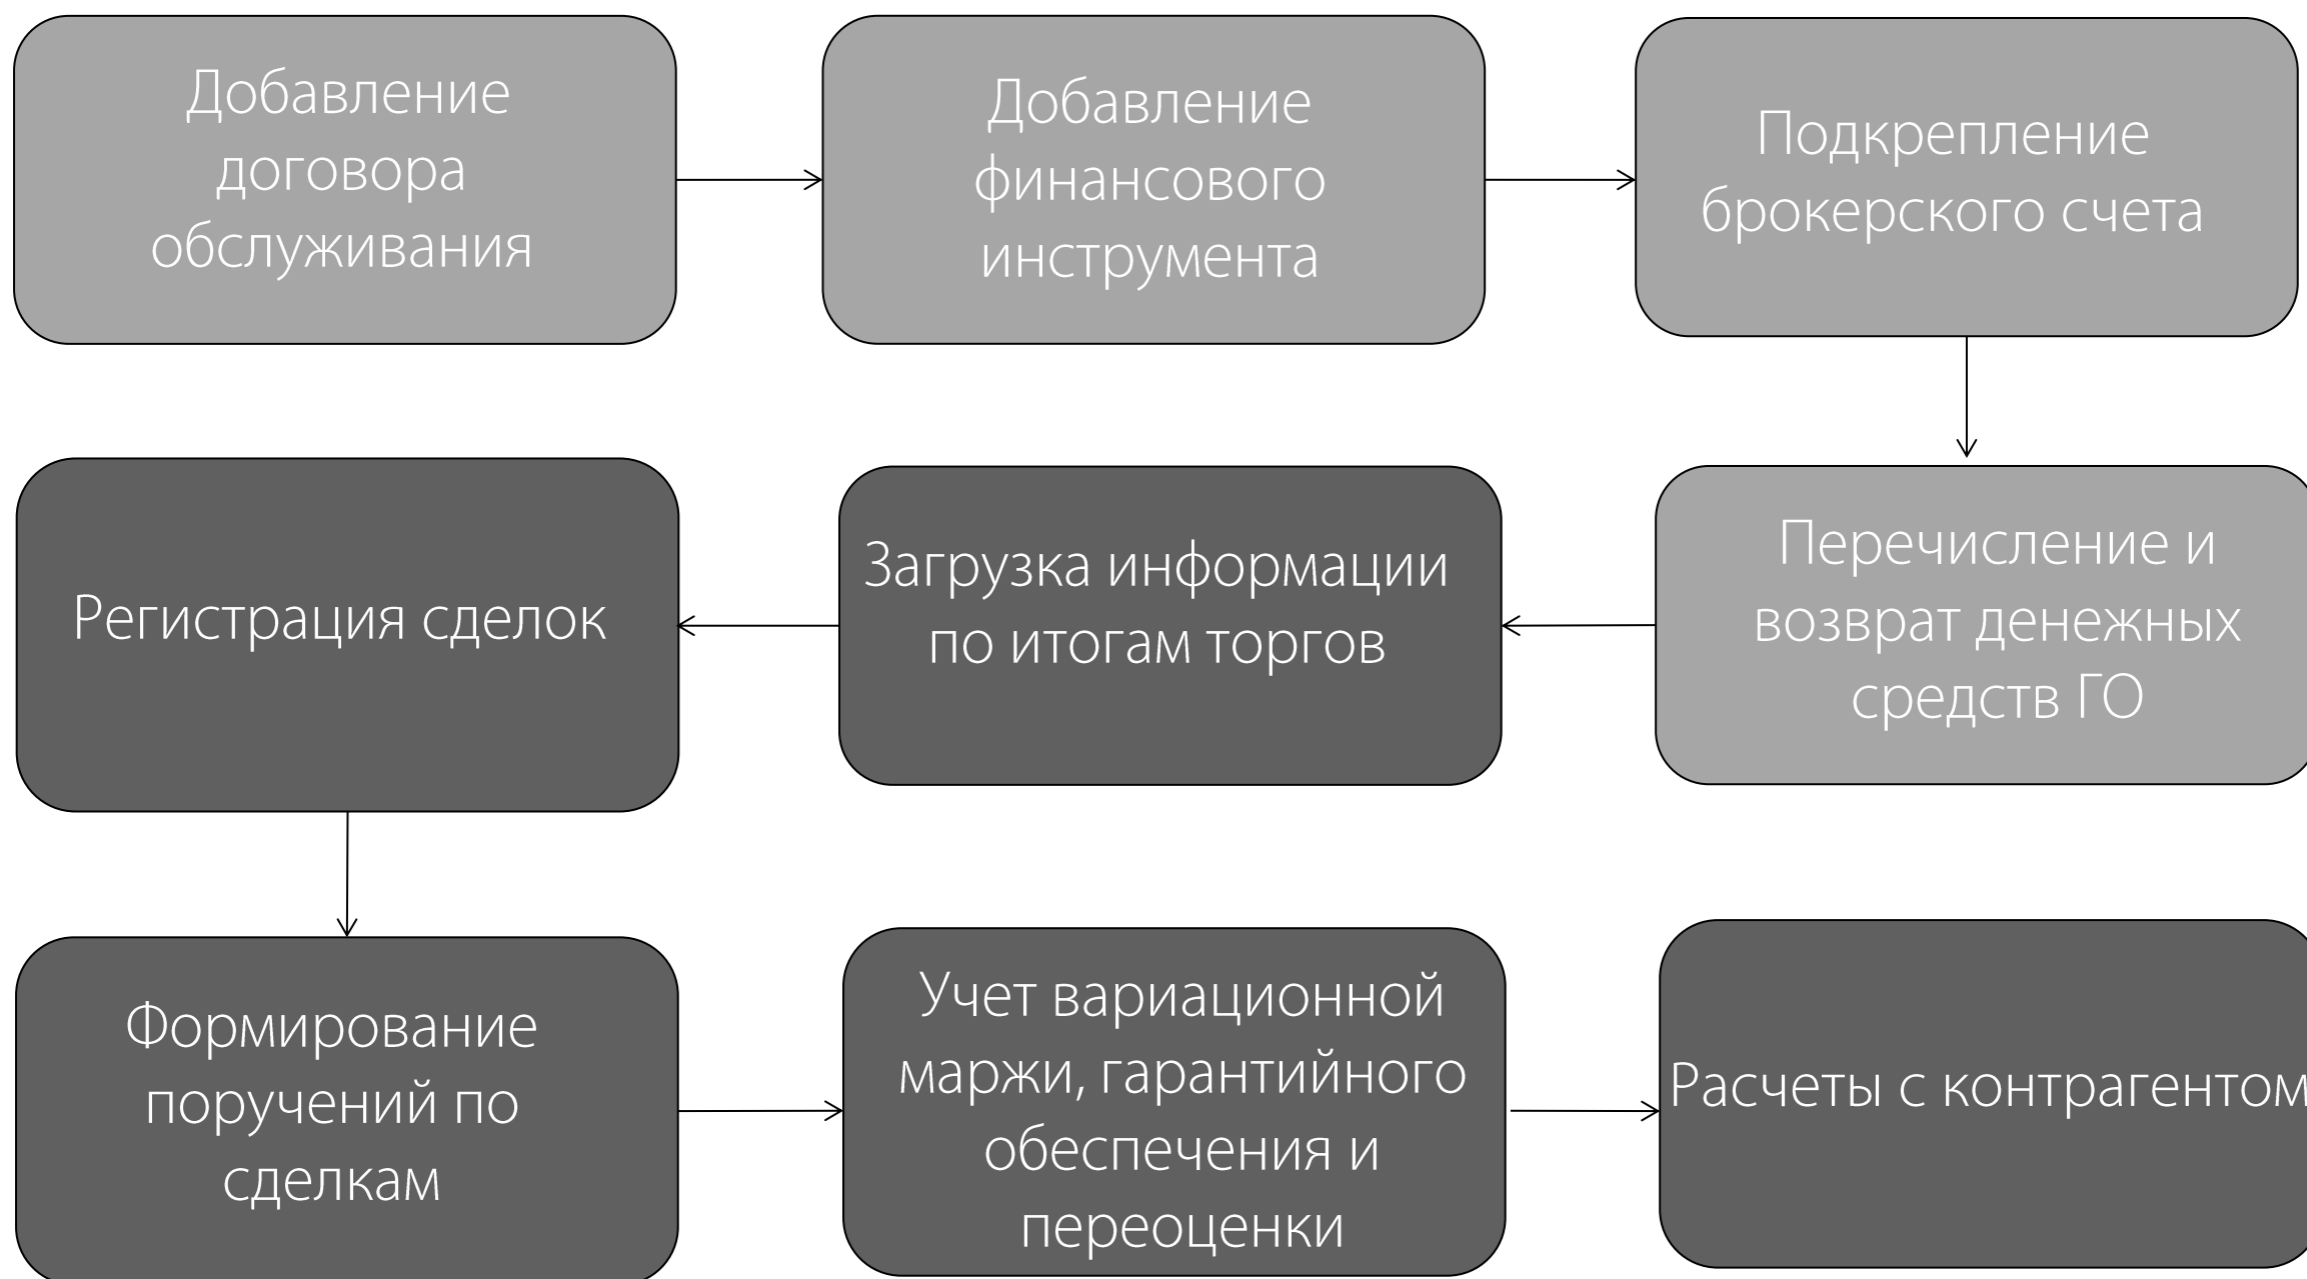 Добавление
договора
обслуживания
Добавление
финансового
инструмента
Подкрепление
брокерского счета
Перечисление и
возврат денежных
средств ГО
Загрузка информации
по итогам торгов
Регистрация сделок
Формирование
поручений по
сделкам
Учет вариационной
маржи, гарантийного
обеспечения и
переоценки
Расчеты с контрагентом